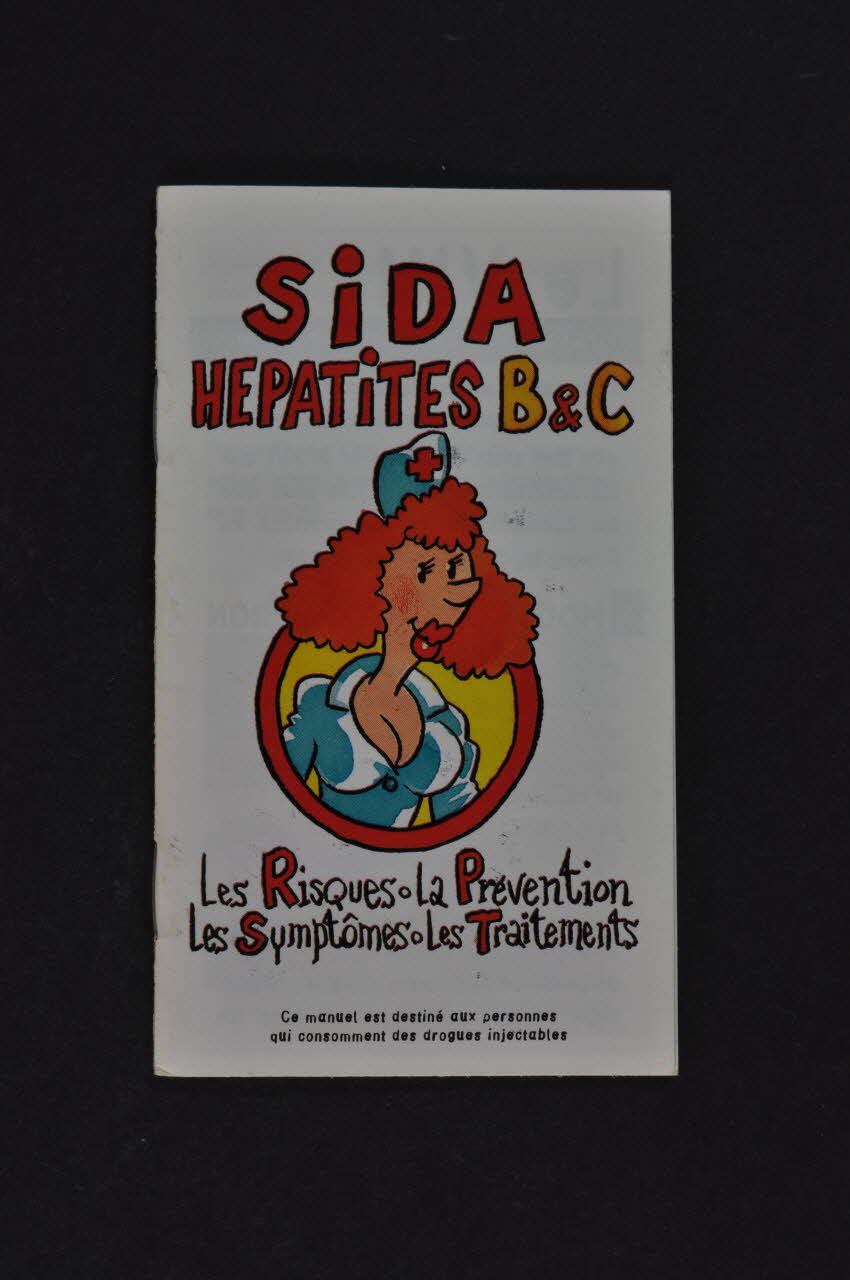 SiDA
HEPATiTES B & C
Les Risques o La Prévention
Les Symptômes o Les Traitements
Ce manuel est destiné aux personnes
qui consomment des drogues injectables